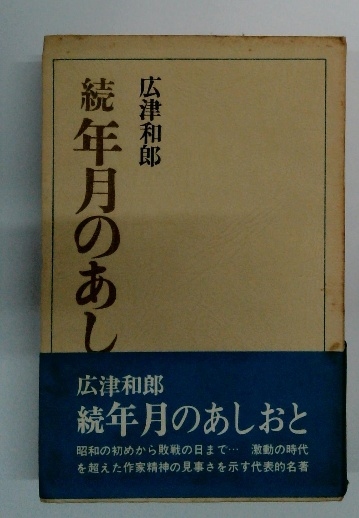 広津和郎
続年月のあし
広津和郎
続年月のあしおと
昭和の初めから敗戦の日まで… 激動の時代
を超えた作家精神の見事さを示す代表的名著